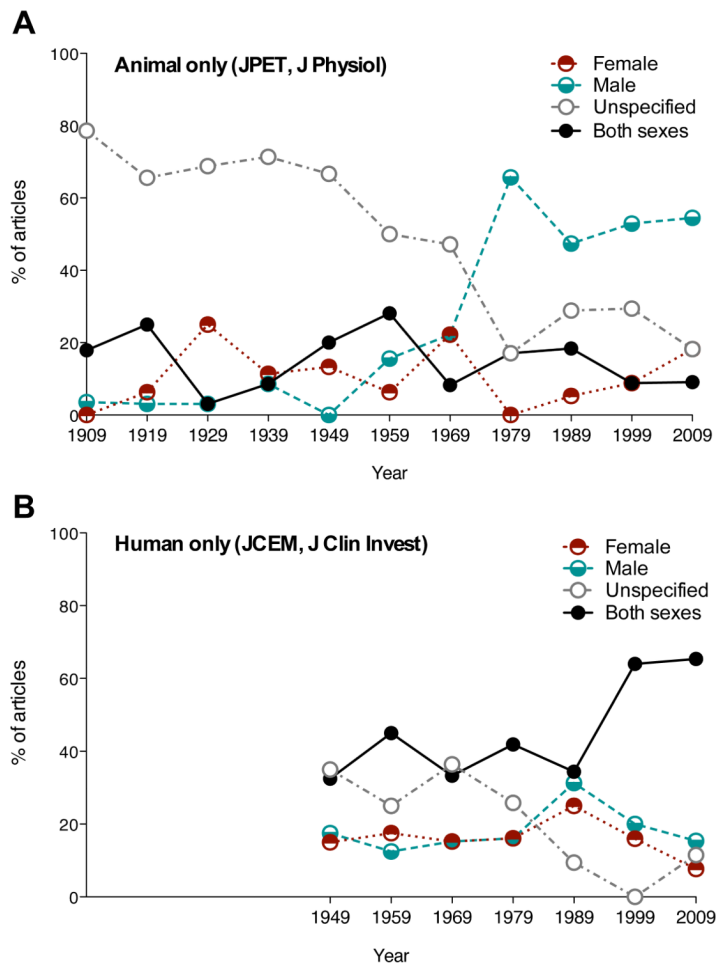 A
Animal only (JPET, J Physiol)
Female
Male
Unspecified
Both sexes
% of articles
100
80
60
40
20
0
1909 1919 1929 1939 1949 1959 1969 1979 1989 1999 2009
Year
B
Human only (JCEM, J Clin Invest)
Female
Male
Unspecified
Both sexes
% of articles
100
80
60
40
20
0
1949 1959 1969 1979 1989 1999 2009
Year